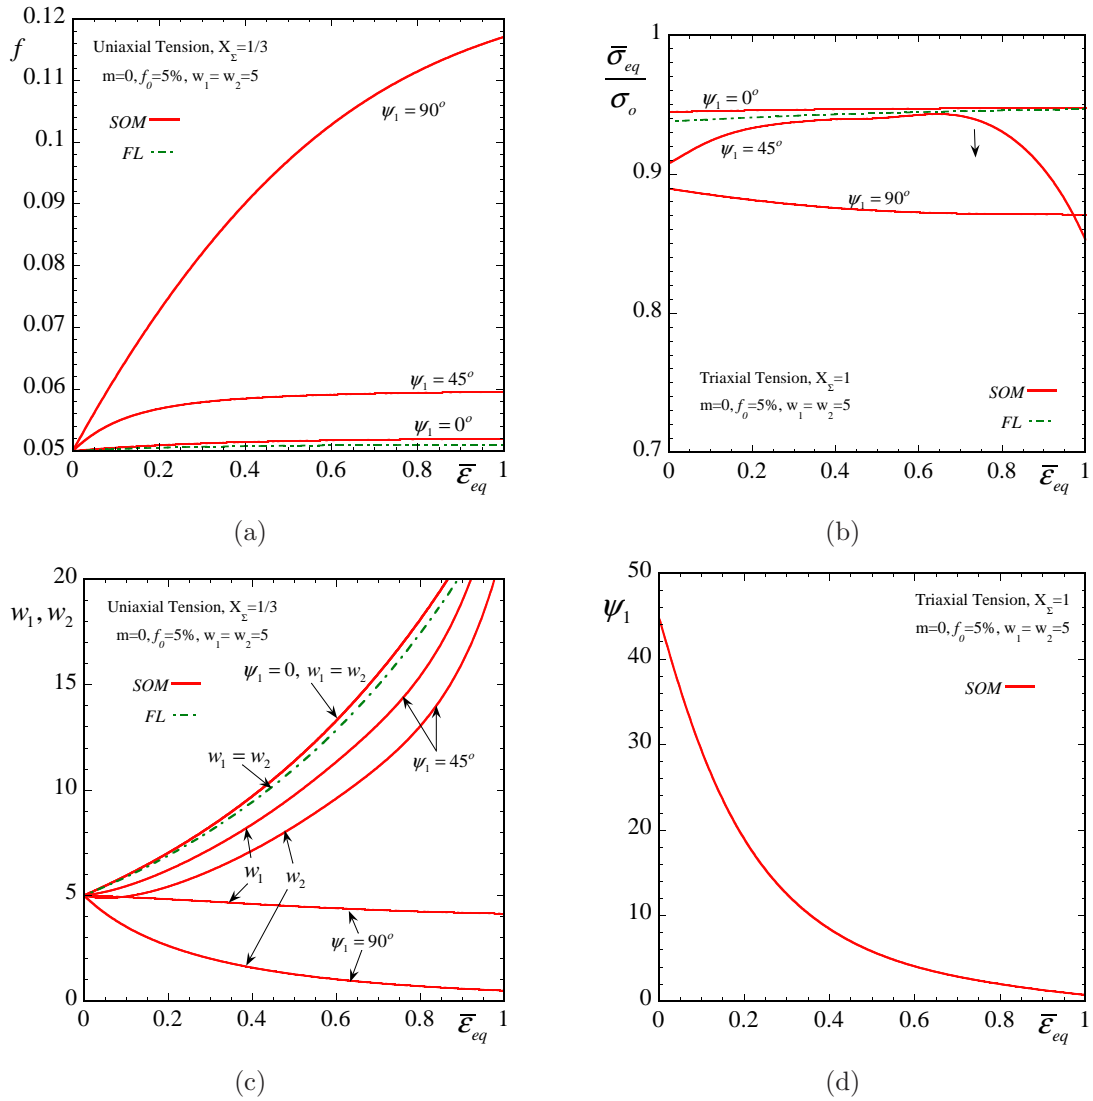 0.12
f
0.11
0.1
0.09
0.08
0.07
0.06
0.05
Uniaxial Tension, X_Σ=1/3
m=0, f_0=5%, w_1= w_2=5
SOM
FL
ψ_1 = 90°
ψ_1 = 45°
ψ_1 = 0°
0 0.2 0.4 0.6 0.8 1
ε̅_eq
(a)
1
σ̅_eq
σ_o
0.9
0.8
0.7
ψ_1 = 0°
ψ_1 = 45°
ψ_1 = 90°
Triaxial Tension, X_Σ=1
m=0, f_0=5%, w_1= w_2=5
SOM
FL
0 0.2 0.4 0.6 0.8 1
ε̅_eq
(b)
20
w_1, w_2
15
10
5
0
Uniaxial Tension, X_Σ=1/3
m=0, f_0=5%, w_1= w_2=5
SOM
FL
ψ_1 = 0, w_1 = w_2
w_1 = w_2
ψ_1 = 45°
w_1
w_2
ψ_1 = 90°
0 0.2 0.4 0.6 0.8 1
ε̅_eq
(c)
50
ψ_1
40
30
20
10
0
Triaxial Tension, X_Σ=1
m=0, f_0=5%, w_1= w_2=5
SOM
0 0.2 0.4 0.6 0.8 1
ε̅_eq
(d)